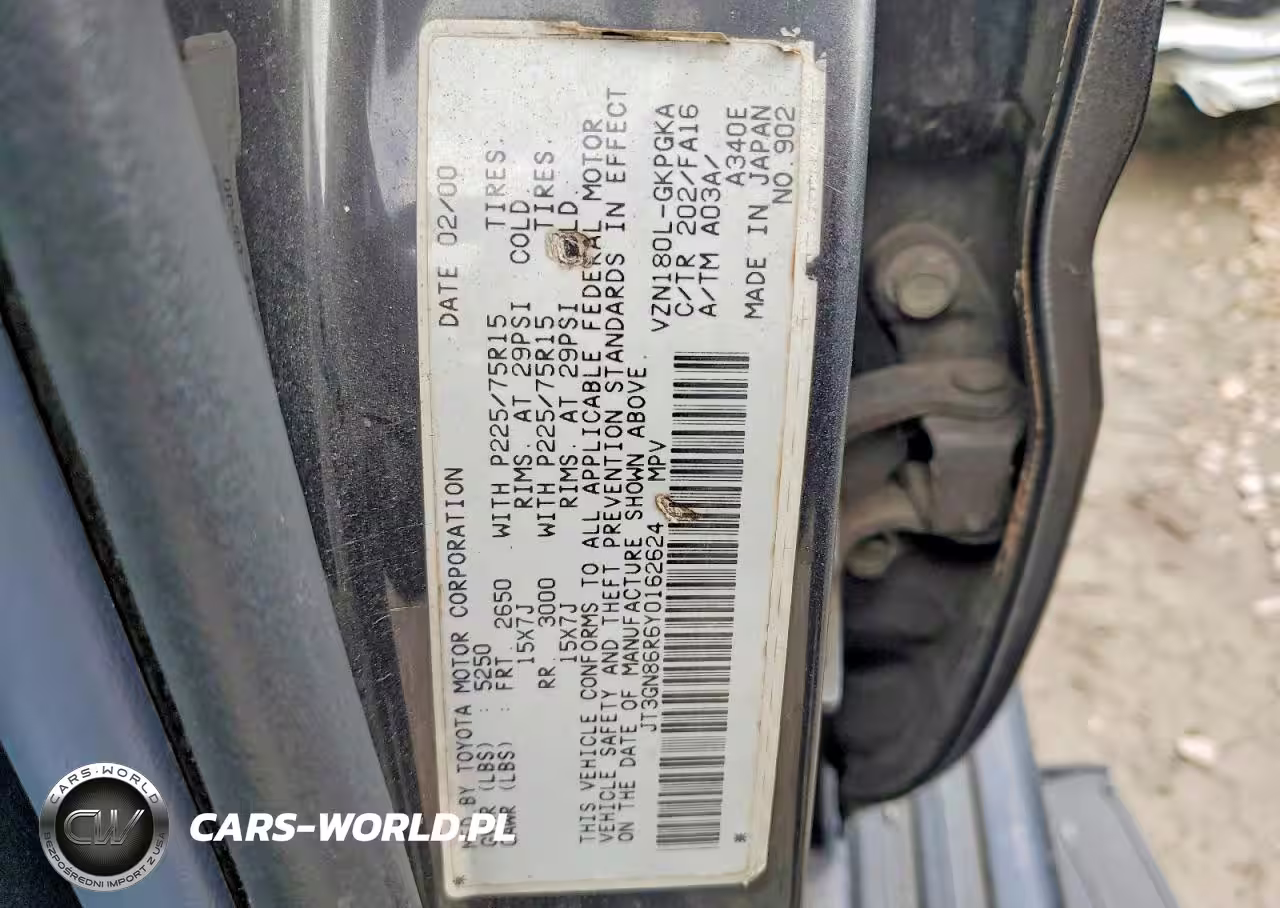 MFD. BY TOYOTA MOTOR CORPORATION DATE 02/00
GVWR (LBS) : 5250
GAWR (LBS) : FRT. 2650 WITH P225/75R15 TIRES.
15X7J RIMS. AT 29PSI COLD
RR. 3000 WITH P225/75R15 TIRES.
15X7J RIMS. AT 29PSI
THIS VEHICLE CONFORMS TO ALL APPLICABLE FEDERAL MOTOR
VEHICLE SAFETY AND THEFT PREVENTION STANDARDS IN EFFECT
ON THE DATE OF MANUFACTURE SHOWN ABOVE.
JT3GN86R6Y0162624 MPV
VZN180L-GKPGKA
C/TR 202/FA16
A/TM A03A/
A340E
MADE IN JAPAN
NO.902
CARS-WORLD
CW
BEZPOŚREDNI IMPORT Z USA
CARS-WORLD.PL